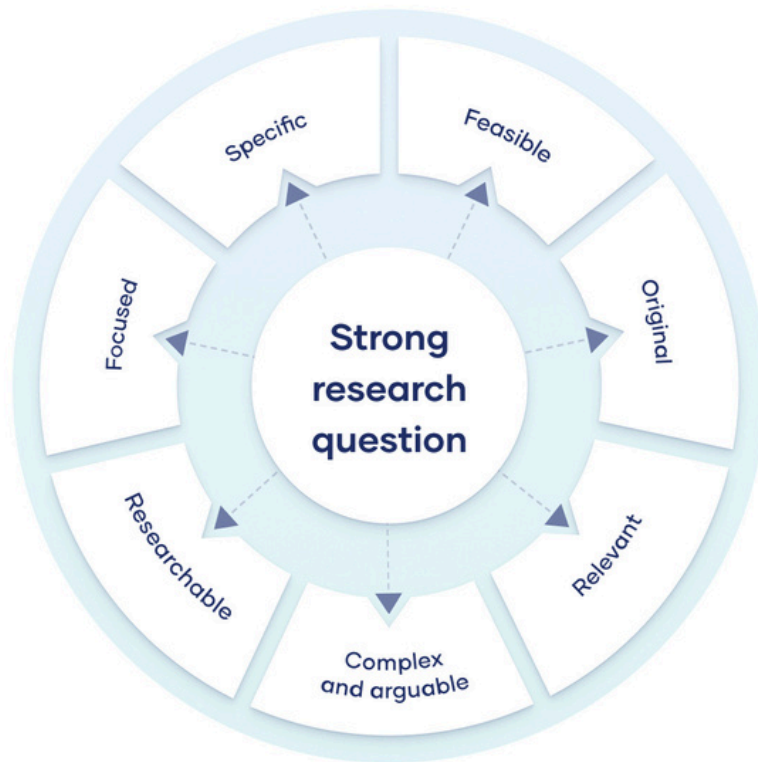 Strong
research
question
Specific
Feasible
Original
Relevant
Complex
and arguable
Researchable
Focused